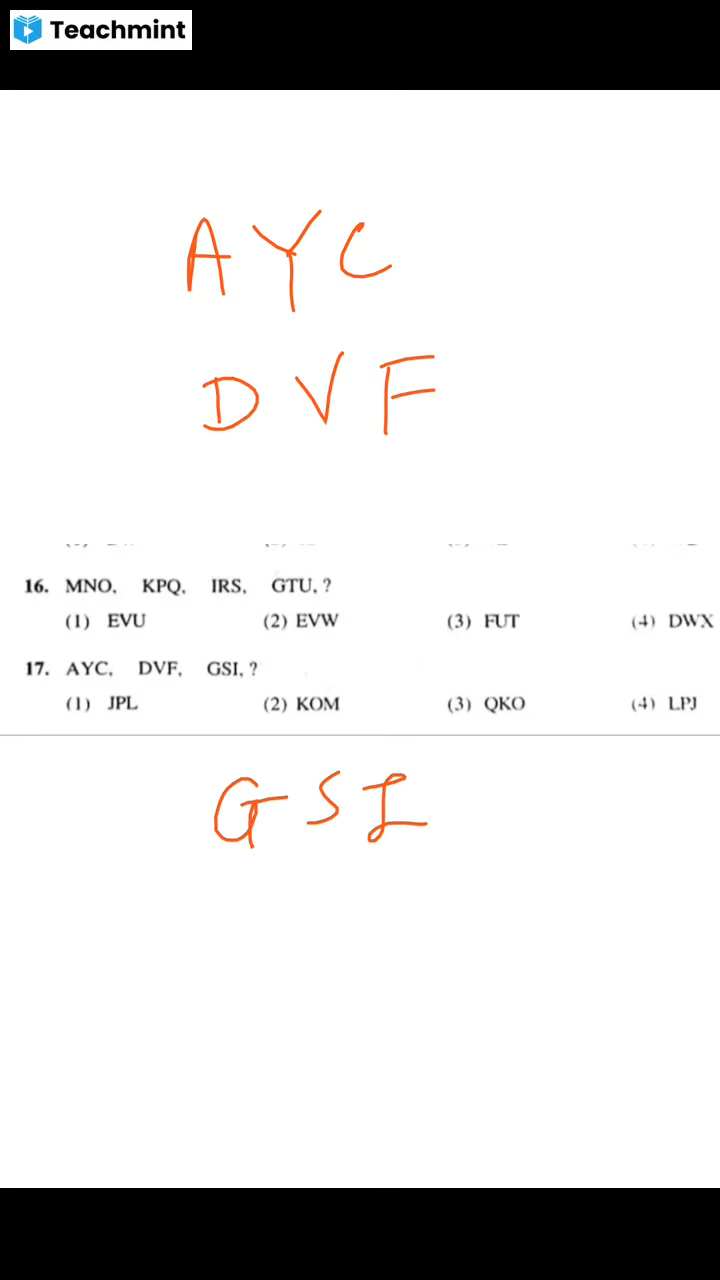 Teachmint
AYC
DVF
16. MNO, KPQ, IRS, GTU, ?
(1) EVU (2) EVW (3) FUT (4) DWX
17. AYC, DVF, GSI, ?
(1) JPL (2) KOM (3) QKO (4) LPJ
GSI